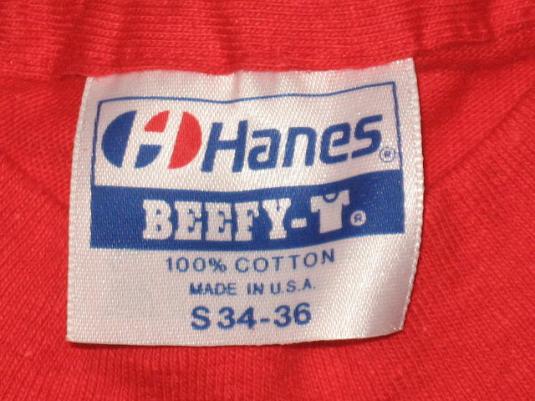 Hanes®
BEEFY-T®
100% COTTON
MADE IN U.S.A.
S 34-36